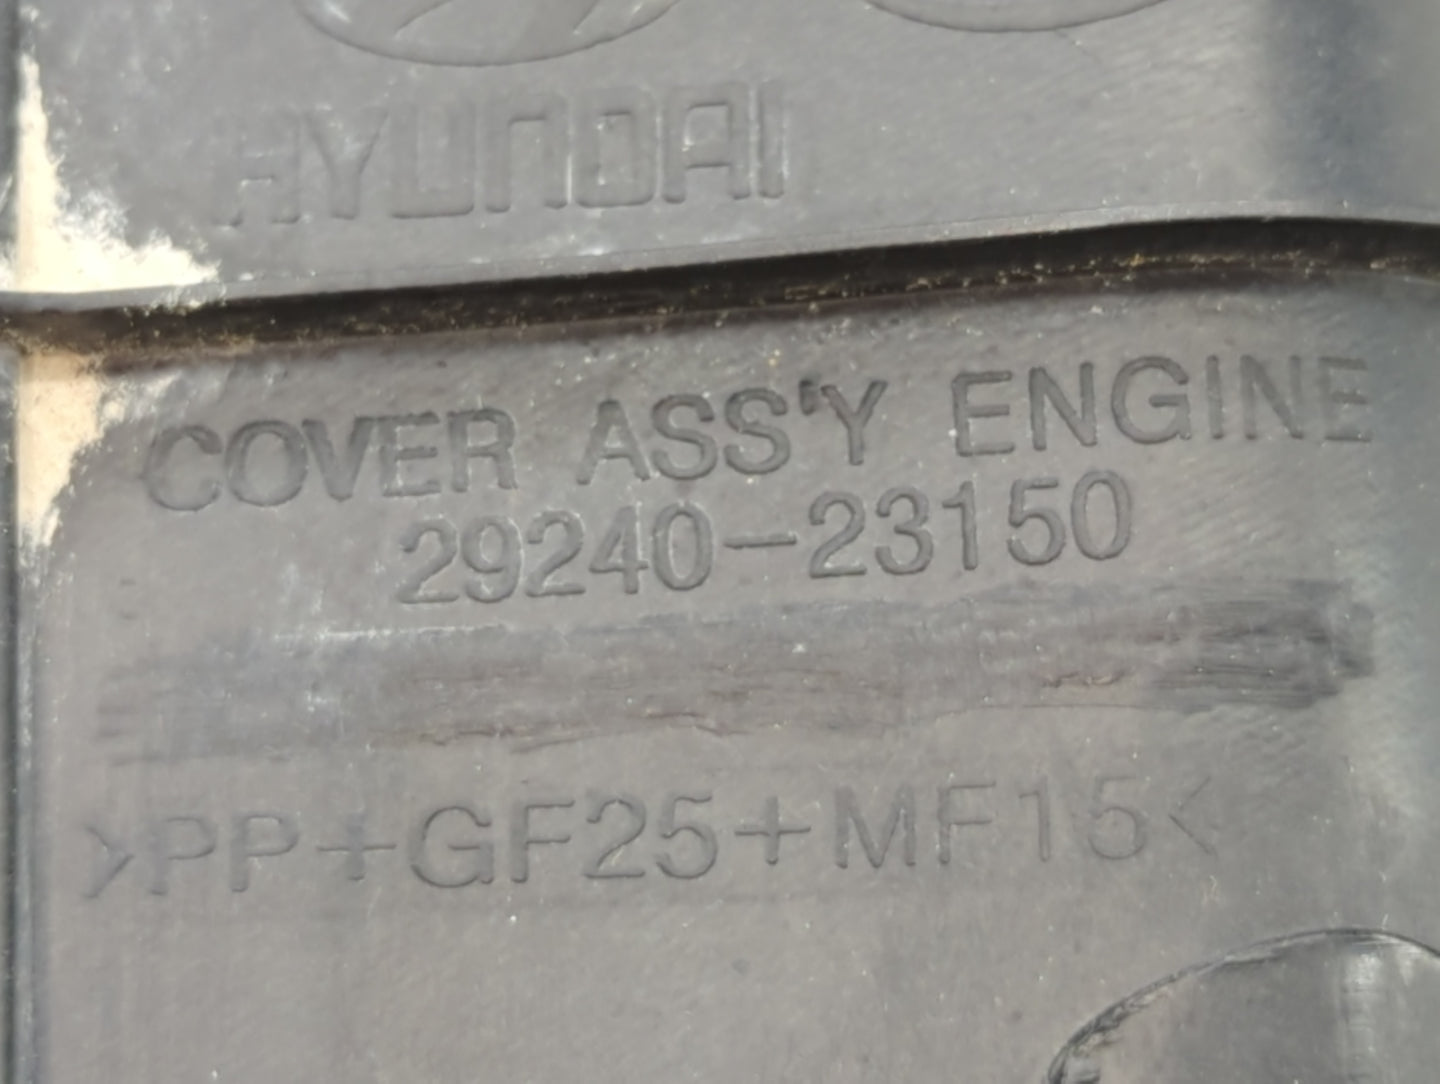 HYUNDAI
COVER ASS'Y ENGINE
29240-23150
>PP+GF25+MF15<